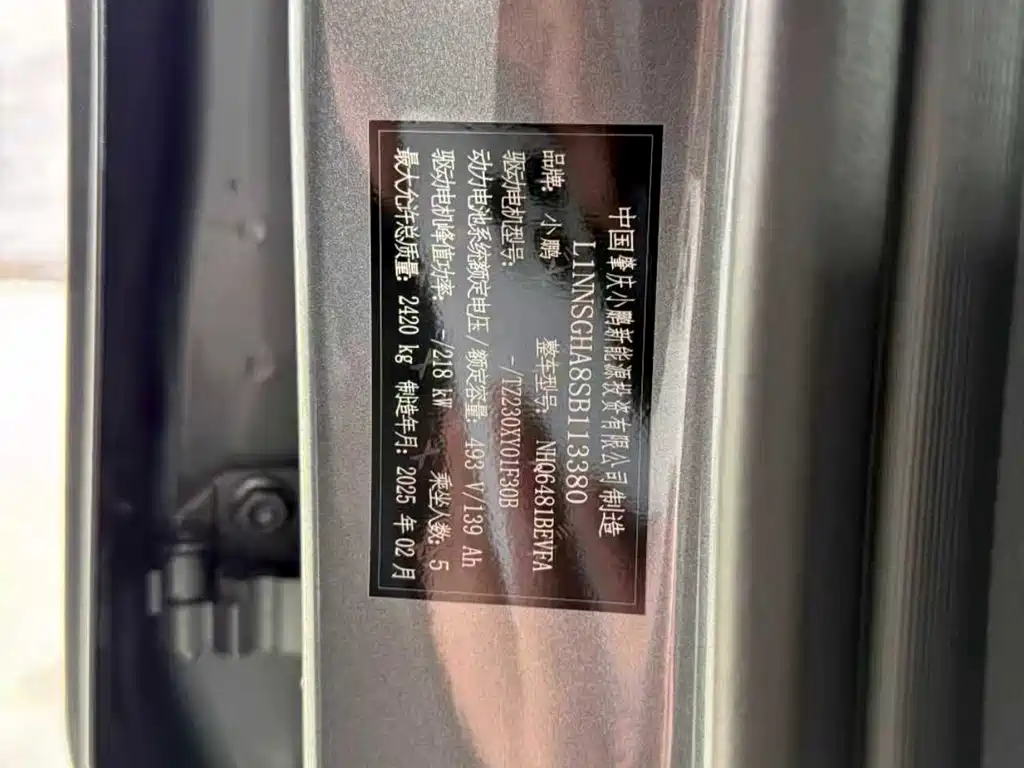 中国肇庆小鹏新能源投资有限公司 制造
L1NNSGHA8SB113380
品牌: 小鹏 整车型号: NHQ6481BEVFA
驱动电机型号: -/TZ230XY01F30B
动力电池系统额定电压/额定容量: 493 V/139 Ah
驱动电机峰值功率: -/218 kW 乘坐人数: 5
最大允许总质量: 2420 kg 制造年月: 2025 年 02 月